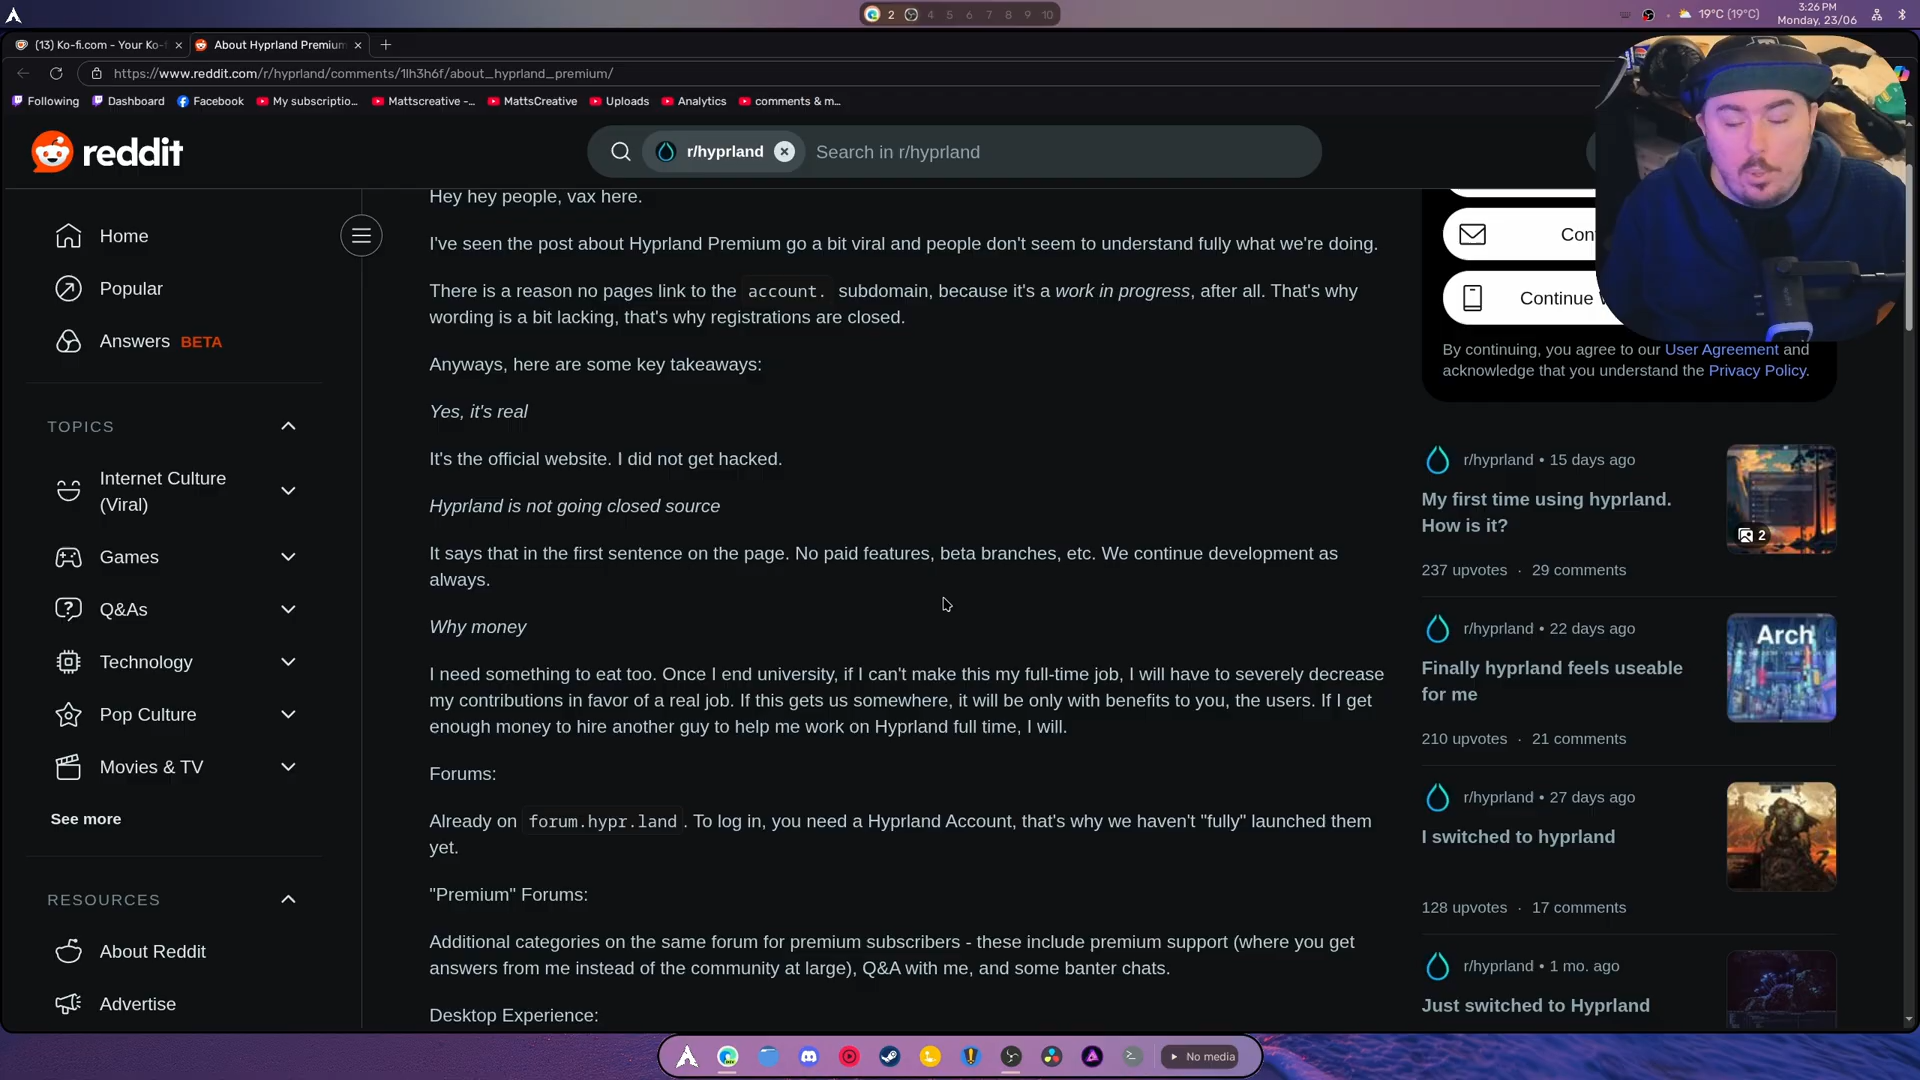 2 4 5 6 7 8 9 10
19°C (19°C)
3:26 PM
Monday, 23/06
(13) Ko-fi.com - Your Ko-f
About Hyprland Premium
https://www.reddit.com/r/hyprland/comments/1lh3h6f/about_hyprland_premium/
Following
Dashboard
Facebook
My subscriptio...
Mattscreative -...
MattsCreative
Uploads
Analytics
comments & m...
reddit
r/hyprland
Search in r/hyprland
Home
Popular
Answers BETA
TOPICS
Internet Culture
(Viral)
Games
Q&As
Technology
Pop Culture
Movies & TV
See more
RESOURCES
About Reddit
Advertise
Hey hey people, vax here.
I've seen the post about Hyprland Premium go a bit viral and people don't seem to understand fully what we're doing.
There is a reason no pages link to the account. subdomain, because it's a work in progress, after all. That's why
wording is a bit lacking, that's why registrations are closed.
Anyways, here are some key takeaways:
Yes, it's real
It's the official website. I did not get hacked.
Hyprland is not going closed source
It says that in the first sentence on the page. No paid features, beta branches, etc. We continue development as
always.
Why money
I need something to eat too. Once I end university, if I can't make this my full-time job, I will have to severely decrease
my contributions in favor of a real job. If this gets us somewhere, it will be only with benefits to you, the users. If I get
enough money to hire another guy to help me work on Hyprland full time, I will.
Forums:
Already on forum.hypr.land. To log in, you need a Hyprland Account, that's why we haven't "fully" launched them
yet.
"Premium" Forums:
Additional categories on the same forum for premium subscribers - these include premium support (where you get
answers from me instead of the community at large), Q&A with me, and some banter chats.
Desktop Experience:
Con
Continue
By continuing, you agree to our User Agreement and
acknowledge that you understand the Privacy Policy.
r/hyprland • 15 days ago
My first time using hyprland.
How is it?
2
237 upvotes · 29 comments
r/hyprland • 22 days ago
Finally hyprland feels useable
for me
Arch
210 upvotes · 21 comments
r/hyprland • 27 days ago
I switched to hyprland
128 upvotes · 17 comments
r/hyprland • 1 mo. ago
Just switched to Hyprland
No media